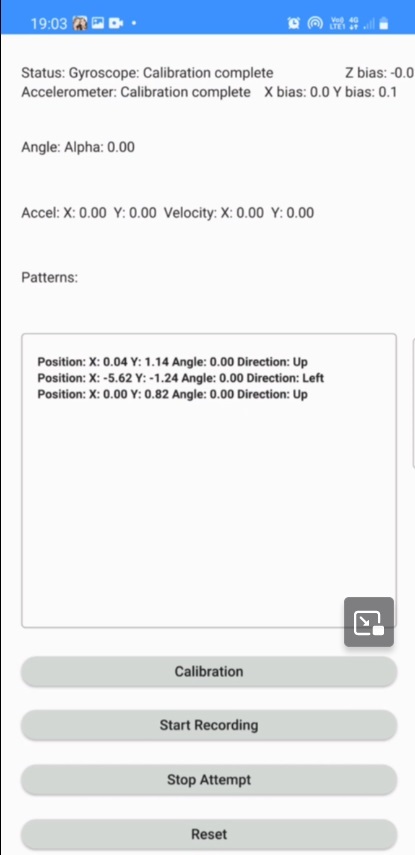 19:03
Vo)) 4G
LTE1
Status: Gyroscope: Calibration complete Z bias: -0.0
Accelerometer: Calibration complete X bias: 0.0 Y bias: 0.1
Angle: Alpha: 0.00
Accel: X: 0.00 Y: 0.00 Velocity: X: 0.00 Y: 0.00
Patterns:
Position: X: 0.04 Y: 1.14 Angle: 0.00 Direction: Up
Position: X: -5.62 Y: -1.24 Angle: 0.00 Direction: Left
Position: X: 0.00 Y: 0.82 Angle: 0.00 Direction: Up
Calibration
Start Recording
Stop Attempt
Reset